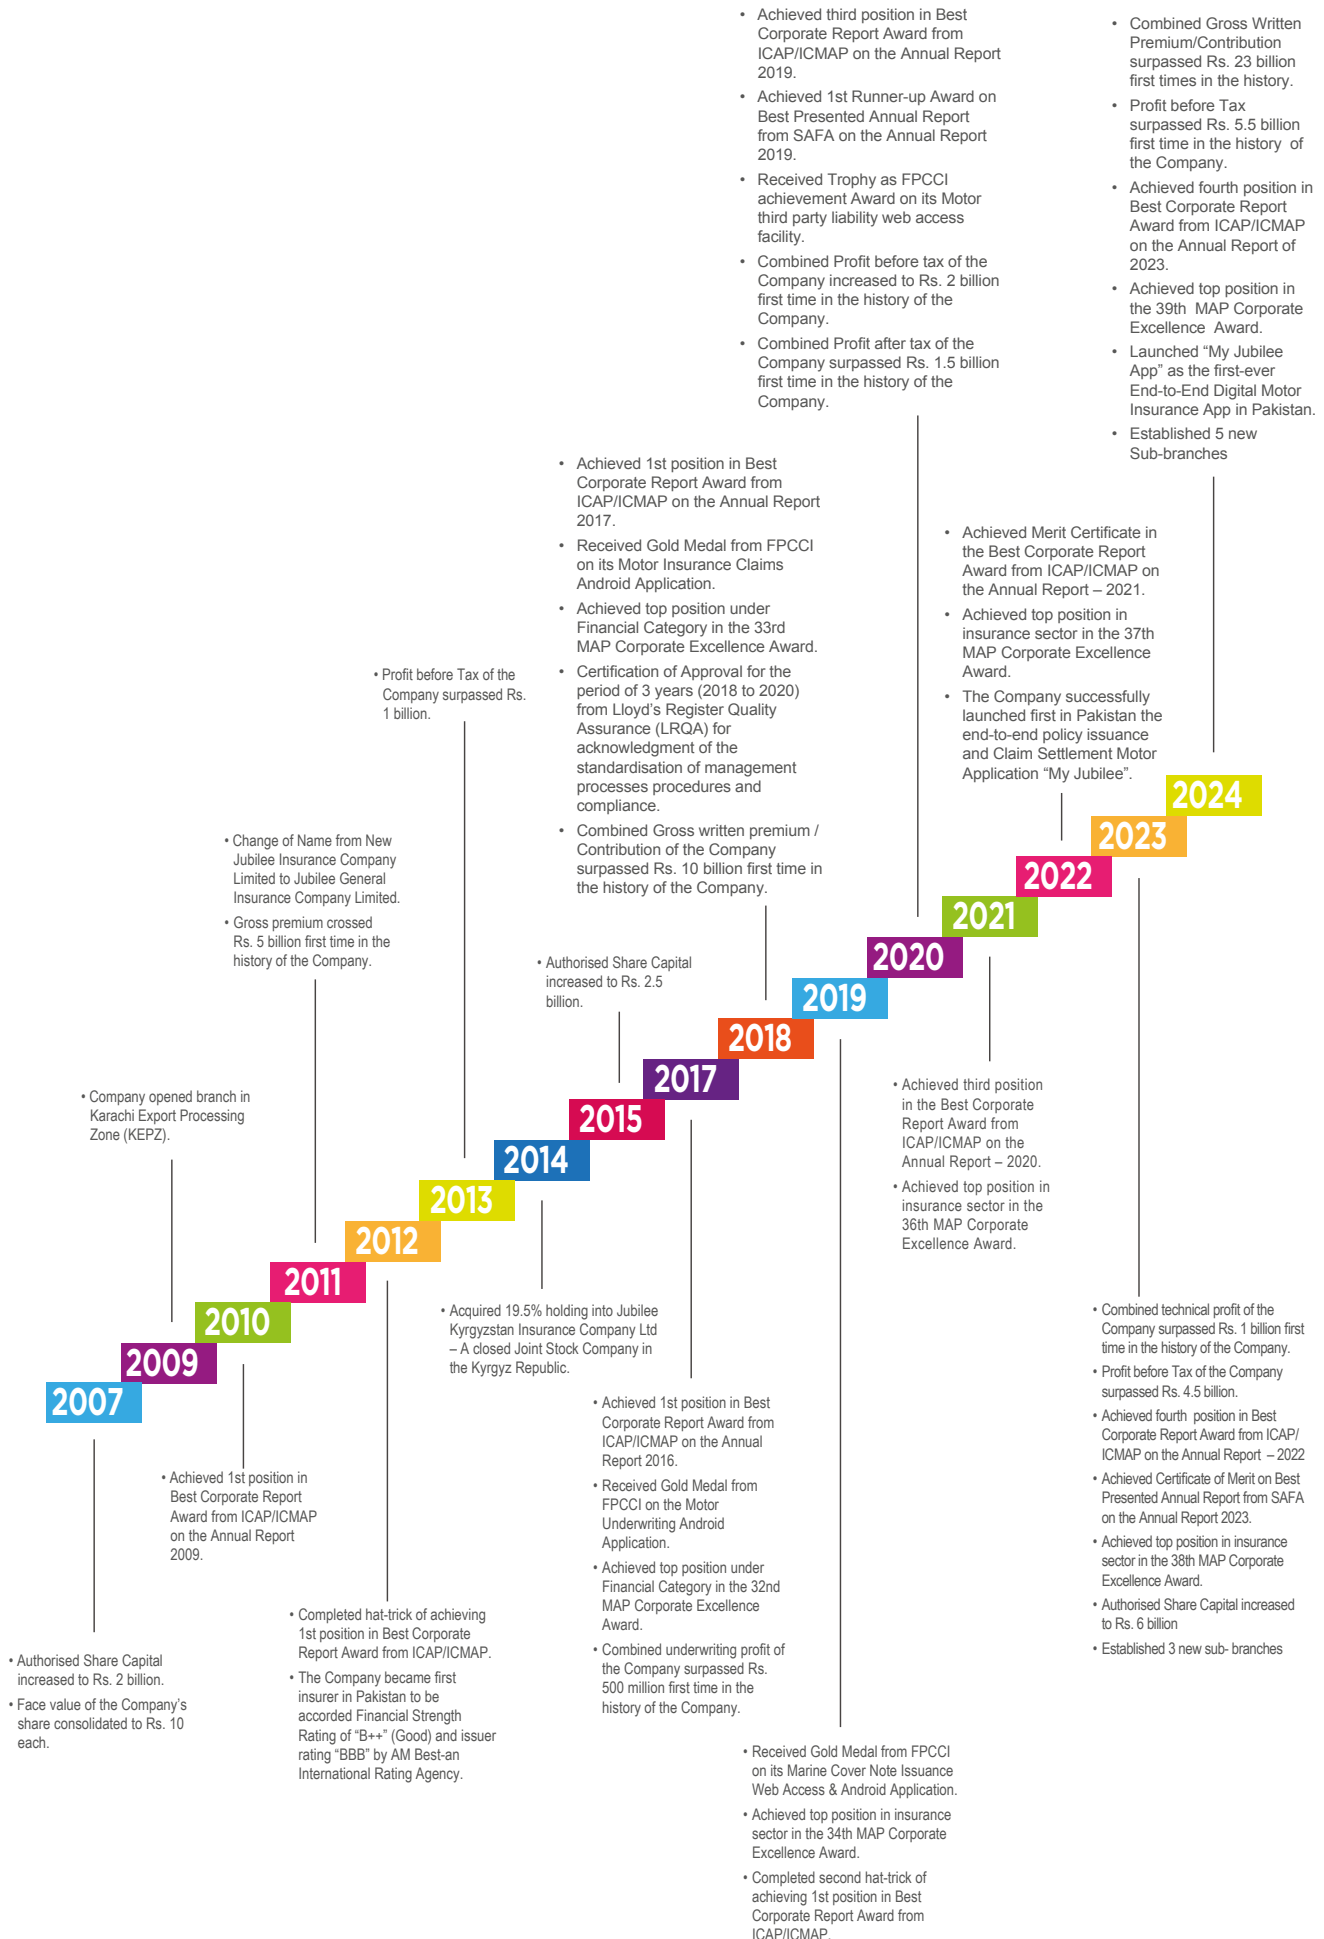 • Achieved third position in Best
Corporate Report Award from
ICAP/ICMAP on the Annual Report
2019.
• Achieved 1st Runner-up Award on
Best Presented Annual Report
from SAFA on the Annual Report
2019.
• Received Trophy as FPCCI
achievement Award on its Motor
third party liability web access
facility.
• Combined Profit before tax of the
Company increased to Rs. 2 billion
first time in the history of the
Company.
• Combined Profit after tax of the
Company surpassed Rs. 1.5 billion
first time in the history of the
Company.
• Combined Gross Written
Premium/Contribution
surpassed Rs. 23 billion
first times in the history.
• Profit before Tax
surpassed Rs. 5.5 billion
first time in the history of
the Company.
• Achieved fourth position in
Best Corporate Report
Award from ICAP/ICMAP
on the Annual Report of
2023.
• Achieved top position in
the 39th MAP Corporate
Excellence Award.
• Launched “My Jubilee
App” as the first-ever
End-to-End Digital Motor
Insurance App in Pakistan.
• Established 5 new
Sub-branches
• Achieved 1st position in Best
Corporate Report Award from
ICAP/ICMAP on the Annual Report
2017.
• Received Gold Medal from FPCCI
on its Motor Insurance Claims
Android Application.
• Achieved top position under
Financial Category in the 33rd
MAP Corporate Excellence Award.
• Certification of Approval for the
period of 3 years (2018 to 2020)
from Lloyd’s Register Quality
Assurance (LRQA) for
acknowledgment of the
standardisation of management
processes procedures and
compliance.
• Combined Gross written premium /
Contribution of the Company
surpassed Rs. 10 billion first time in
the history of the Company.
• Achieved Merit Certificate in
the Best Corporate Report
Award from ICAP/ICMAP on
the Annual Report – 2021.
• Achieved top position in
insurance sector in the 37th
MAP Corporate Excellence
Award.
• The Company successfully
launched first in Pakistan the
end-to-end policy issuance
and Claim Settlement Motor
Application “My Jubilee”.
• Profit before Tax of the
Company surpassed Rs.
1 billion.
• Change of Name from New
Jubilee Insurance Company
Limited to Jubilee General
Insurance Company Limited.
• Gross premium crossed
Rs. 5 billion first time in the
history of the Company.
• Authorised Share Capital
increased to Rs. 2.5
billion.
• Company opened branch in
Karachi Export Processing
Zone (KEPZ).
2024
2023
2022
2021
2020
2019
2018
2017
2015
2014
2013
2012
2011
2010
2009
2007
• Achieved third position
in the Best Corporate
Report Award from
ICAP/ICMAP on the
Annual Report – 2020.
• Achieved top position in
insurance sector in the
36th MAP Corporate
Excellence Award.
• Acquired 19.5% holding into Jubilee
Kyrgyzstan Insurance Company Ltd
– A closed Joint Stock Company in
the Kyrgyz Republic.
• Combined technical profit of the
Company surpassed Rs. 1 billion first
time in the history of the Company.
• Profit before Tax of the Company
surpassed Rs. 4.5 billion.
• Achieved fourth position in Best
Corporate Report Award from ICAP/
ICMAP on the Annual Report – 2022
• Achieved Certificate of Merit on Best
Presented Annual Report from SAFA
on the Annual Report 2023.
• Achieved top position in insurance
sector in the 38th MAP Corporate
Excellence Award.
• Authorised Share Capital increased
to Rs. 6 billion
• Established 3 new sub- branches
• Achieved 1st position in Best
Corporate Report Award from
ICAP/ICMAP on the Annual
Report 2016.
• Received Gold Medal from
FPCCI on the Motor
Underwriting Android
Application.
• Achieved top position under
Financial Category in the 32nd
MAP Corporate Excellence
Award.
• Combined underwriting profit of
the Company surpassed Rs.
500 million first time in the
history of the Company.
• Achieved 1st position in
Best Corporate Report
Award from ICAP/ICMAP
on the Annual Report
2009.
• Completed hat-trick of achieving
1st position in Best Corporate
Report Award from ICAP/ICMAP.
• The Company became first
insurer in Pakistan to be
accorded Financial Strength
Rating of “B++” (Good) and issuer
rating “BBB” by AM Best-an
International Rating Agency.
• Authorised Share Capital
increased to Rs. 2 billion.
• Face value of the Company’s
share consolidated to Rs. 10
each.
• Received Gold Medal from FPCCI
on its Marine Cover Note Issuance
Web Access & Android Application.
• Achieved top position in insurance
sector in the 34th MAP Corporate
Excellence Award.
• Completed second hat-trick of
achieving 1st position in Best
Corporate Report Award from
ICAP/ICMAP.